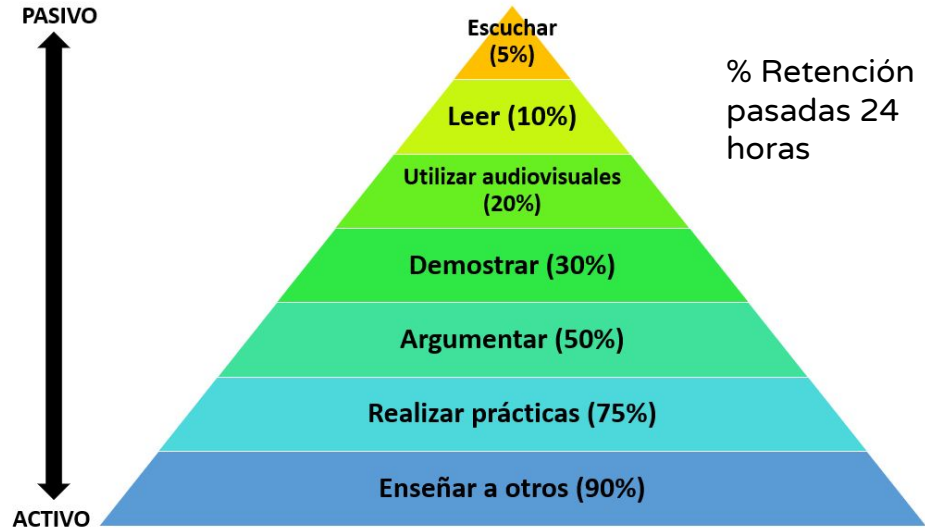 PASIVO
Escuchar
(5%)
% Retención
pasadas 24
horas
Leer (10%)
Utilizar audiovisuales
(20%)
Demostrar (30%)
Argumentar (50%)
Realizar prácticas (75%)
Enseñar a otros (90%)
ACTIVO